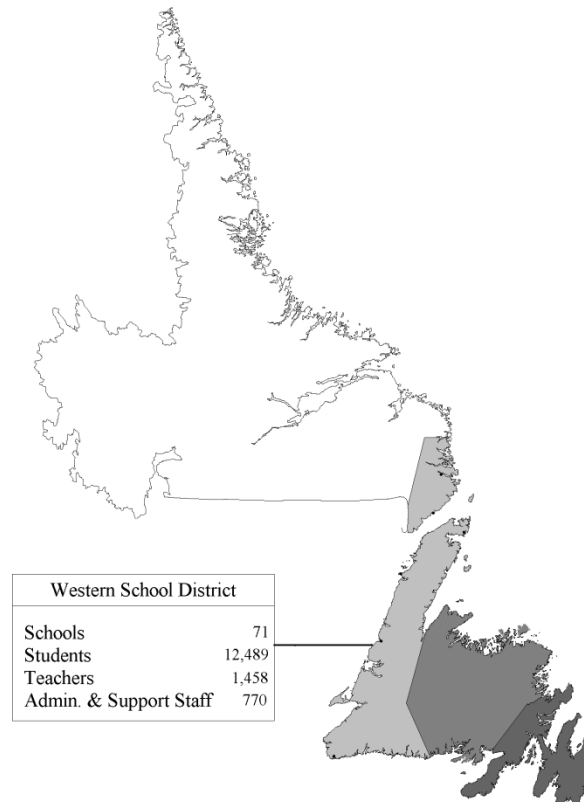 Western School District
Schools 71
Students 12,489
Teachers 1,458
Admin. & Support Staff 770